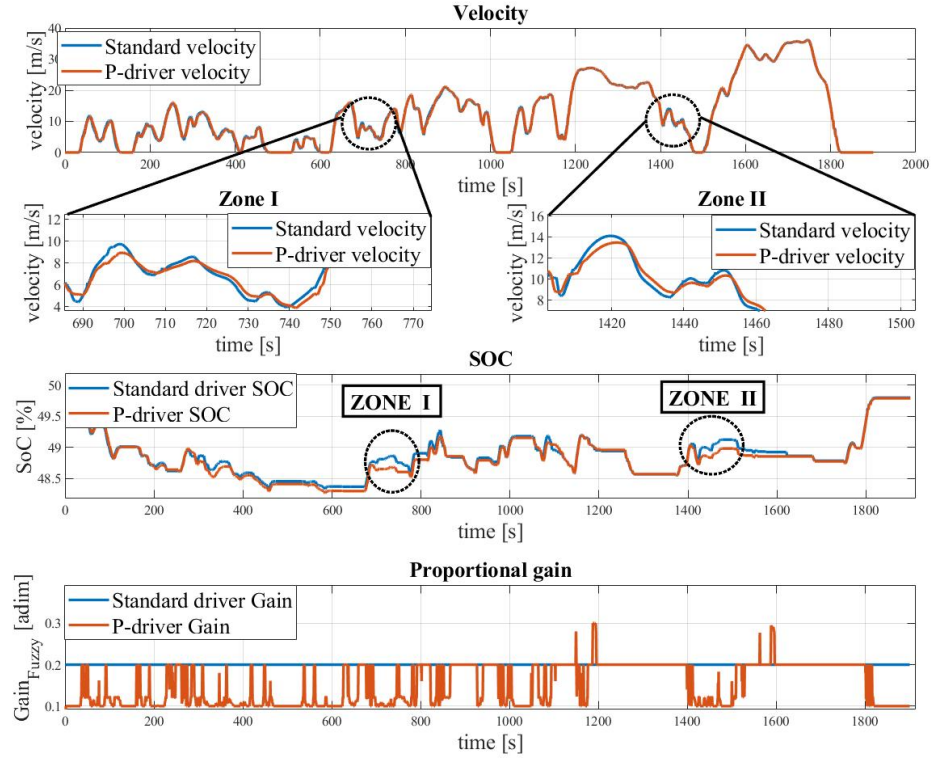 Velocity
velocity [m/s]
40
30
20
10
0
Standard velocity
P-driver velocity
0 200 400 600 800 1000 1200 1400 1600 1800 2000
time [s]
Zone I
velocity [m/s]
12
10
8
6
4
Standard velocity
P-driver velocity
690 700 710 720 730 740 750 760 770
time [s]
Zone II
velocity [m/s]
16
14
12
10
8
Standard velocity
P-driver velocity
1420 1440 1460 1480 1500
time [s]
SOC
SoC [%]
50
49.5
49
48.5
Standard driver SOC
P-driver SOC
ZONE I
ZONE II
0 200 400 600 800 1000 1200 1400 1600 1800
time [s]
Proportional gain
Gain_Fuzzy [adim]
0.3
0.2
0.1
Standard driver Gain
P-driver Gain
0 200 400 600 800 1000 1200 1400 1600 1800
time [s]